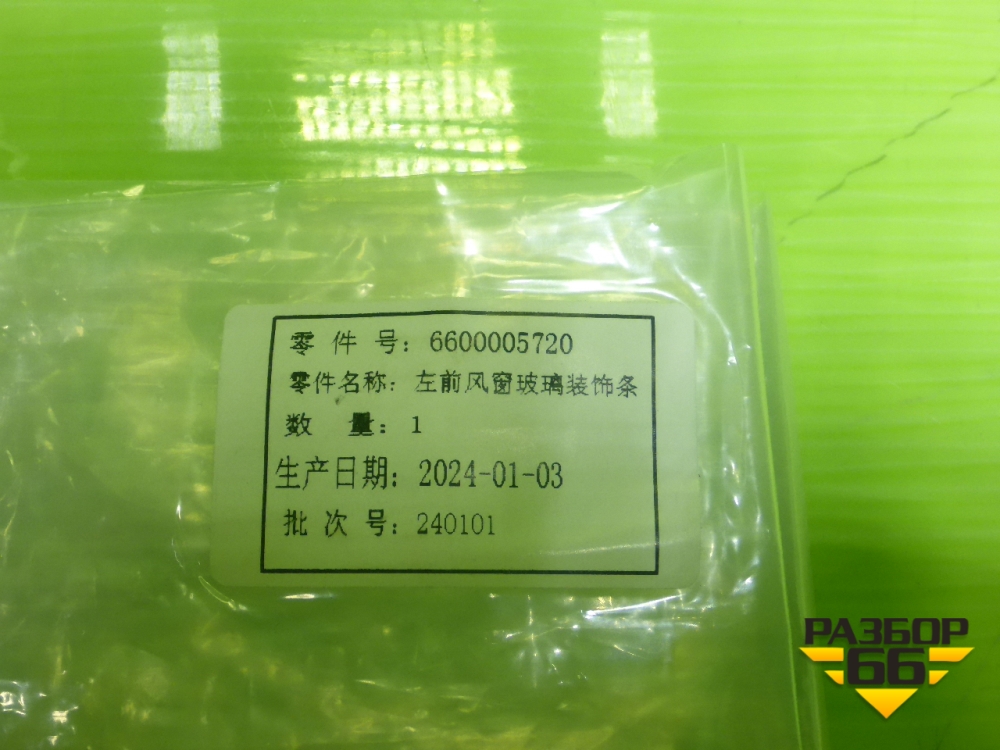 零件号：6600005720
零件名称：左前风窗玻璃装饰条
数量：1
生产日期：2024-01-03
批次号：240101
РАЗБОР
66